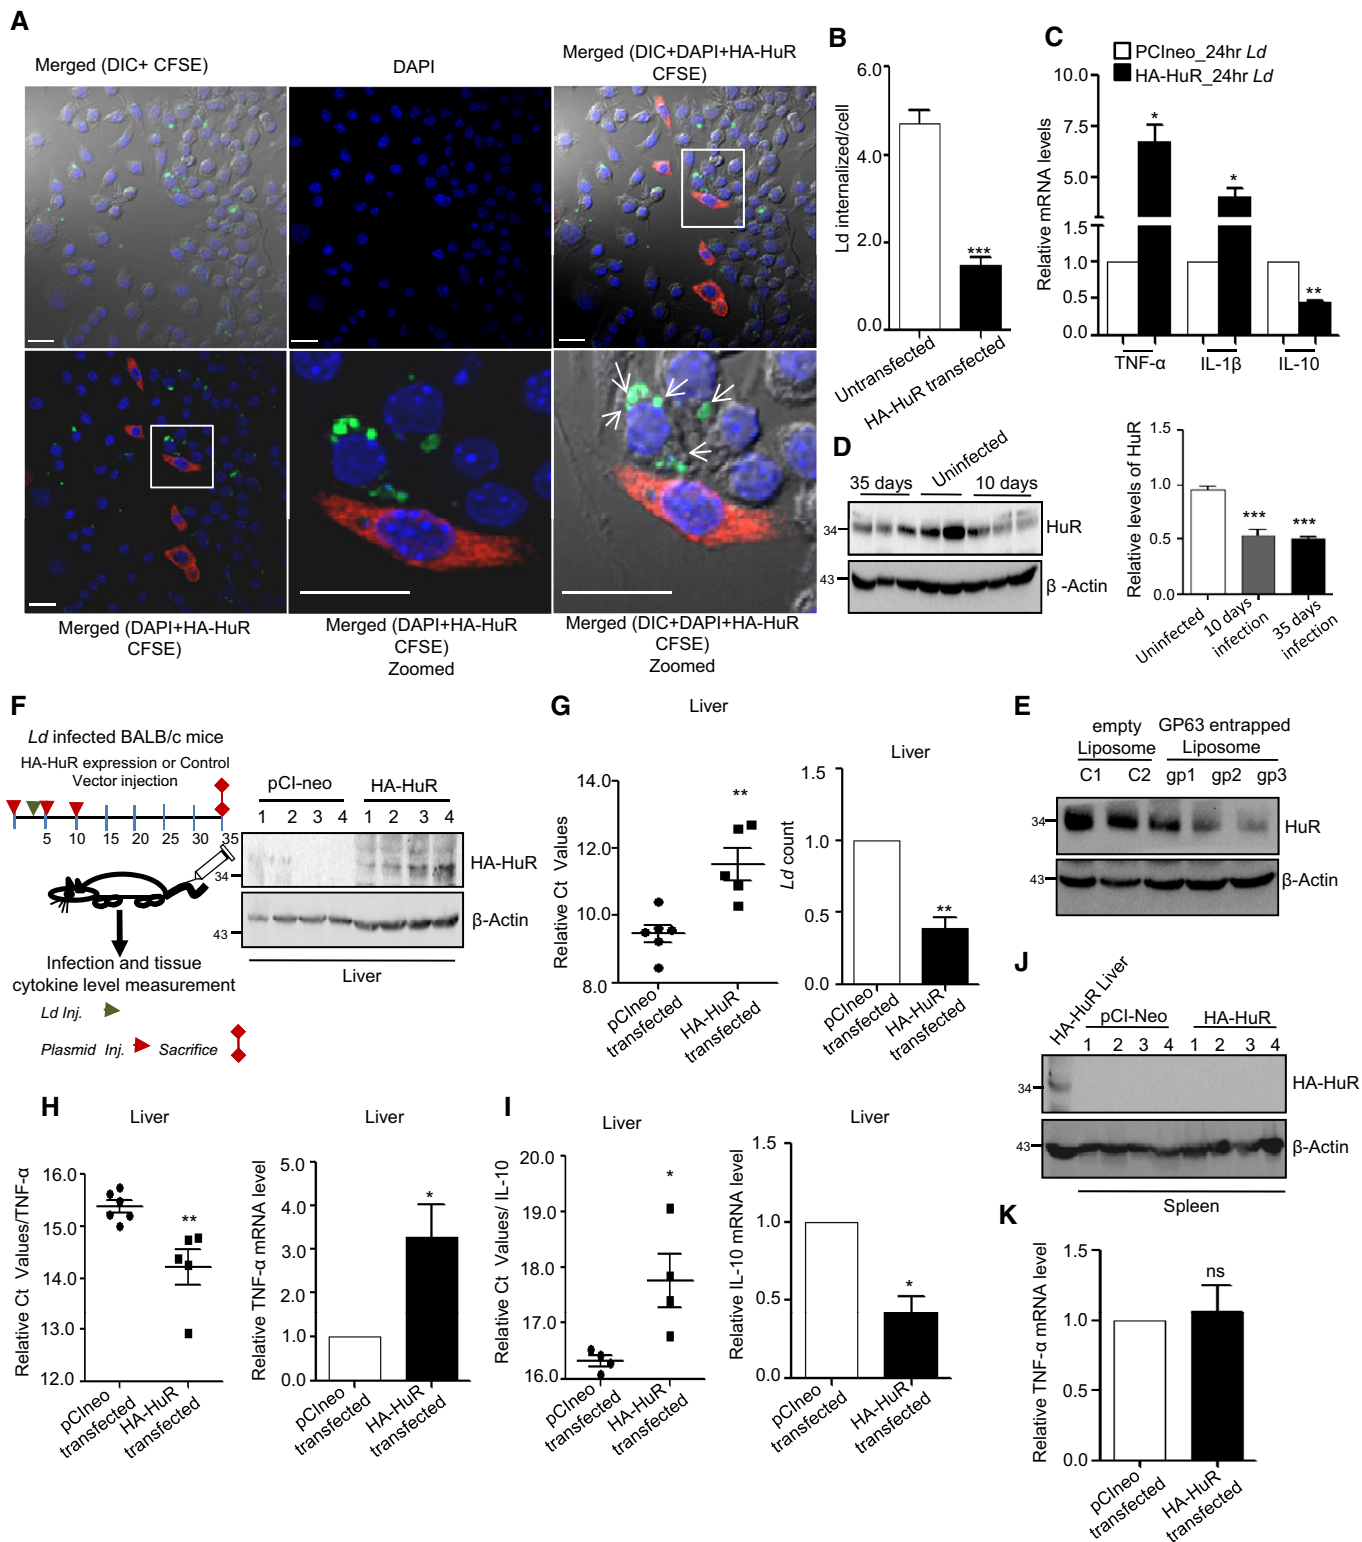 A
Merged (DIC+ CFSE)
DAPI
Merged (DIC+DAPI+HA-HuR
CFSE)
Merged (DAPI+HA-HuR
CFSE)
Merged (DAPI+HA-HuR
CFSE)
Zoomed
Merged (DIC+DAPI+HA-HuR
CFSE)
Zoomed
B
Ld internalized/cell
6.0
4.0
2.0
0.0
***
Untransfected
HA-HuR transfected
C
PCIneo_24hr Ld
HA-HuR_24hr Ld
Relative mRNA levels
10.0
7.5
5.0
1.5
1.0
0.5
0.0
*
*
**
TNF-α
IL-1β
IL-10
D
35 days
Uninfected
10 days
34
HuR
43
β -Actin
Relative levels of HuR
1.5
1.0
0.5
0.0
***
***
Uninfected
10 days
infection
35 days
infection
F
Ld infected BALB/c mice
HA-HuR expression or Control
Vector injection
5
10
15
20
25
30
35
Infection and tissue
cytokine level measurement
Ld Inj.
Plasmid Inj.
Sacrifice
pCI-neo
HA-HuR
1 2 3 4 1 2 3 4
HA-HuR
34
β-Actin
43
Liver
G
Liver
Relative Ct Values
14.0
12.0
10.0
8.0
**
pCIneo
transfected
HA-HuR
transfected
Liver
Ld count
1.5
1.0
0.5
0.0
**
pCIneo
transfected
HA-HuR
transfected
E
empty
Liposome
GP63 entrapped
Liposome
C1 C2 gp1 gp2 gp3
34
HuR
43
β-Actin
J
HA-HuR Liver
pCI-Neo
HA-HuR
1 2 3 4 1 2 3 4
34
HA-HuR
43
β-Actin
Spleen
H
Liver
Relative Ct Values/TNF-α
16.0
15.0
14.0
13.0
12.0
**
pCIneo
transfected
HA-HuR
transfected
Liver
Relative TNF-α mRNA level
5.0
4.0
3.0
2.0
1.0
0.0
*
pCIneo
transfected
HA-HuR
transfected
I
Liver
Relative Ct Values/ IL-10
20.0
19.0
18.0
17.0
16.0
*
pCIneo
transfected
HA-HuR
transfected
Liver
Relative IL-10 mRNA level
1.5
1.0
0.5
0.0
*
pCIneo
transfected
HA-HuR
transfected
K
Relative TNF-α mRNA level
1.5
1.0
0.5
0.0
ns
pCIneo
transfected
HA-HuR
transfected